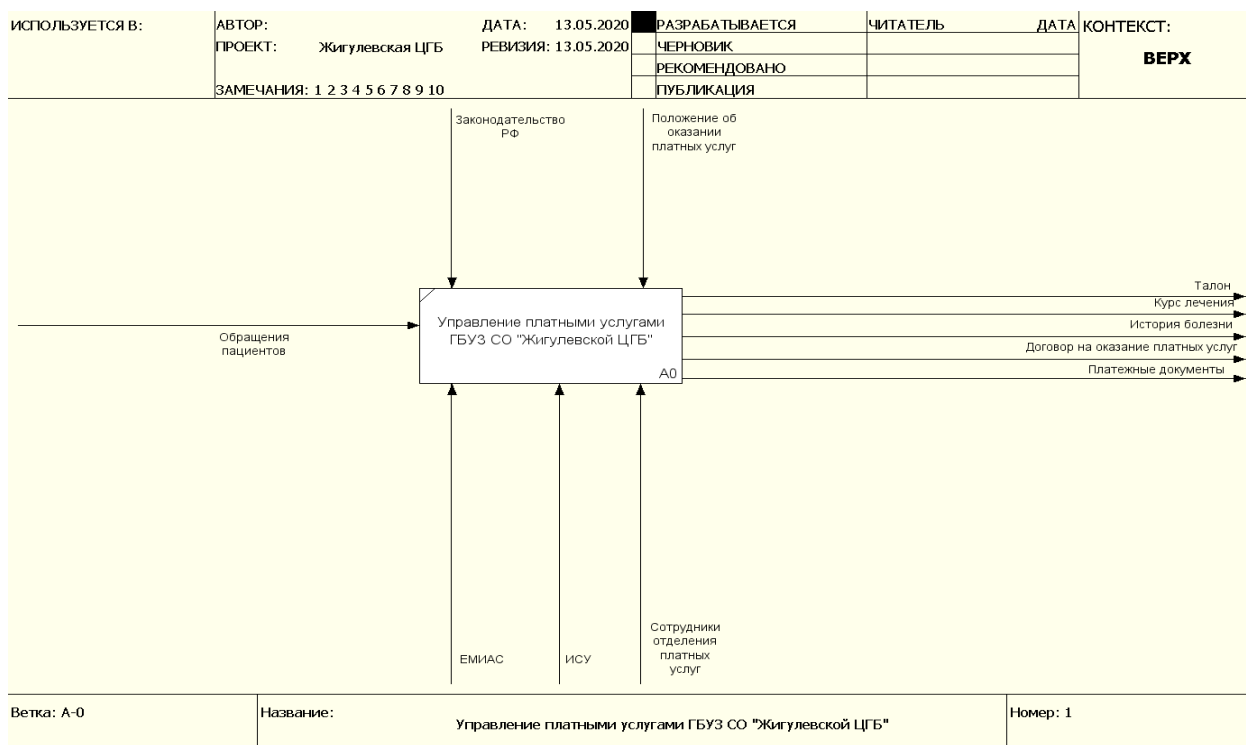 ИСПОЛЬЗУЕТСЯ В:
АВТОР:
ДАТА: 13.05.2020
РАЗРАБАТЫВАЕТСЯ
ЧИТАТЕЛЬ
ДАТА
КОНТЕКСТ:
ПРОЕКТ: Жигулевская ЦГБ
РЕВИЗИЯ: 13.05.2020
ЧЕРНОВИК
ВЕРХ
РЕКОМЕНДОВАНО
ЗАМЕЧАНИЯ: 1 2 3 4 5 6 7 8 9 10
ПУБЛИКАЦИЯ
Законодательство
РФ
Положение об
оказании
платных услуг
Обращения
пациентов
Управление платными услугами
ГБУЗ СО "Жигулевской ЦГБ"
A0
Талон
Курс лечения
История болезни
Договор на оказание платных услуг
Платежные документы
ЕМИАС
ИСУ
Сотрудники
отделения
платных
услуг
Ветка: A-0
Название:
Управление платными услугами ГБУЗ СО "Жигулевской ЦГБ"
Номер: 1